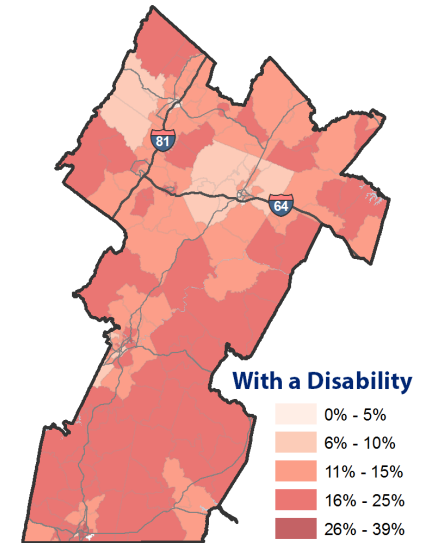 81
64
With a Disability
0% - 5%
6% - 10%
11% - 15%
16% - 25%
26% - 39%